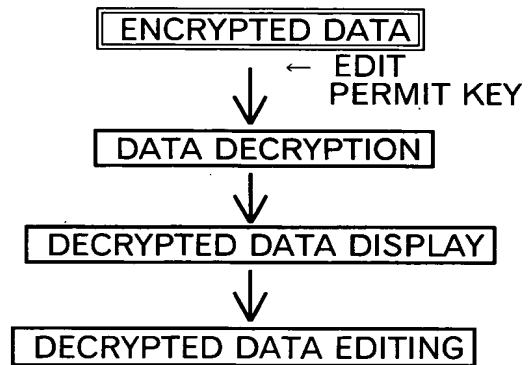 ENCRYPTED DATA
← EDIT
PERMIT KEY
DATA DECRYPTION
DECRYPTED DATA DISPLAY
DECRYPTED DATA EDITING